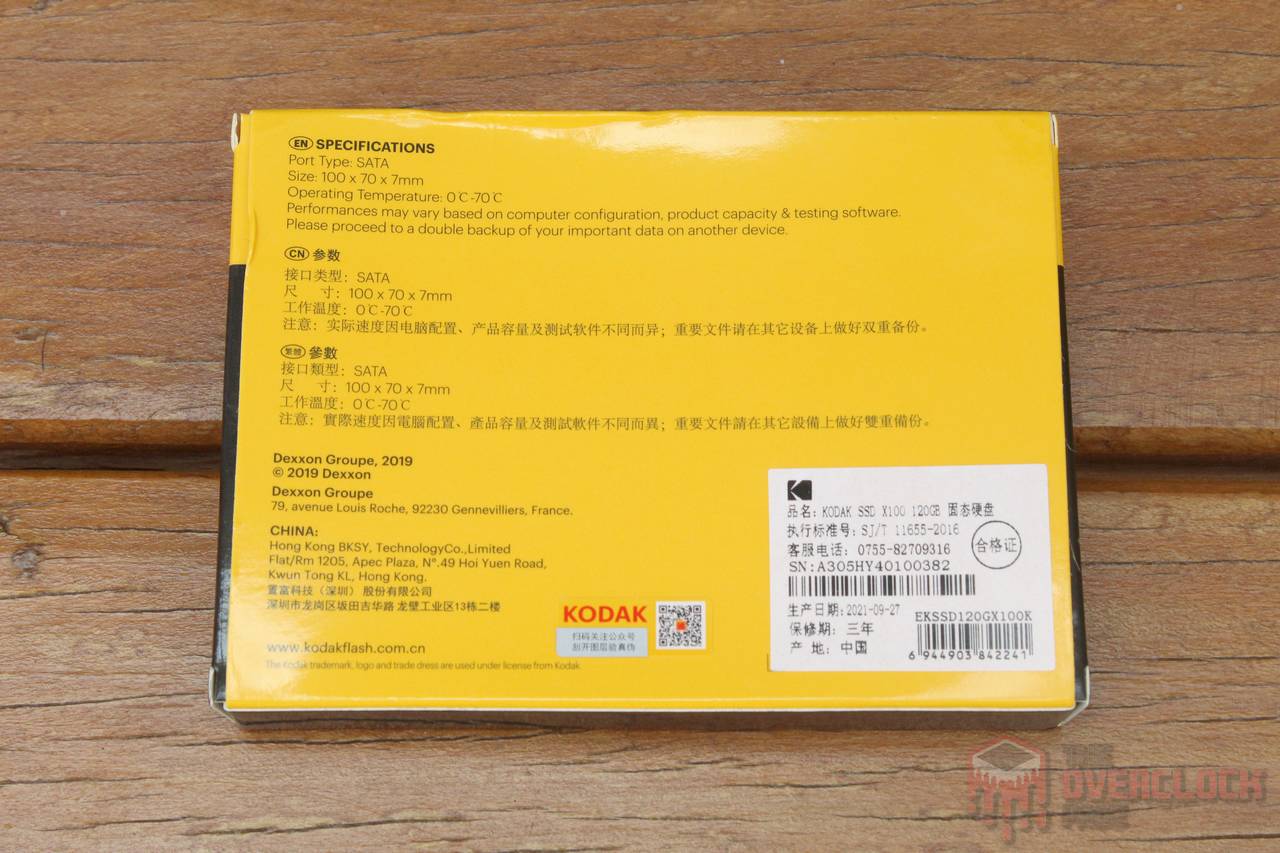 EN SPECIFICATIONS
Port Type: SATA
Size: 100 x 70 x 7mm
Operating Temperature: 0℃-70℃
Performances may vary based on computer configuration, product capacity & testing software.
Please proceed to a double backup of your important data on another device.
CN 参数
接口类型：SATA
尺 寸：100 x 70 x 7mm
工作温度：0℃-70℃
注意：实际速度因电脑配置、产品容量及测试软件不同而异；重要文件请在其它设备上做好双重备份。
繁體 參數
接口類型：SATA
尺 寸：100 x 70 x 7mm
工作溫度：0℃-70℃
注意：實際速度因電腦配置、產品容量及測試軟件不同而異；重要文件請在其它設備上做好雙重備份。
Dexxon Groupe, 2019
© 2019 Dexxon
Dexxon Groupe
79, avenue Louis Roche, 92230 Gennevilliers, France.
CHINA:
Hong Kong BKSY, TechnologyCo.,Limited
Flat/Rm 1205, Apec Plaza, N°.49 Hoi Yuen Road,
Kwun Tong KL, Hong Kong.
置富科技（深圳）股份有限公司
深圳市龙岗区坂田吉华路 龙壁工业区13栋二楼
www.kodakflash.com.cn
The Kodak trademark, logo and trade dress are used under license from Kodak.
KODAK
扫码关注公众号
刮开图层验真伪
品名：KODAK SSD X100 120GB 固态硬盘
执行标准号：SJ/T 11655-2016
客服电话：0755-82709316
合格证
SN:A305HY40100382
生产日期:2021-09-27
保修期：三年
产 地：中国
EKSSD120GX100K
6 944903 842241
OVERCLOCK